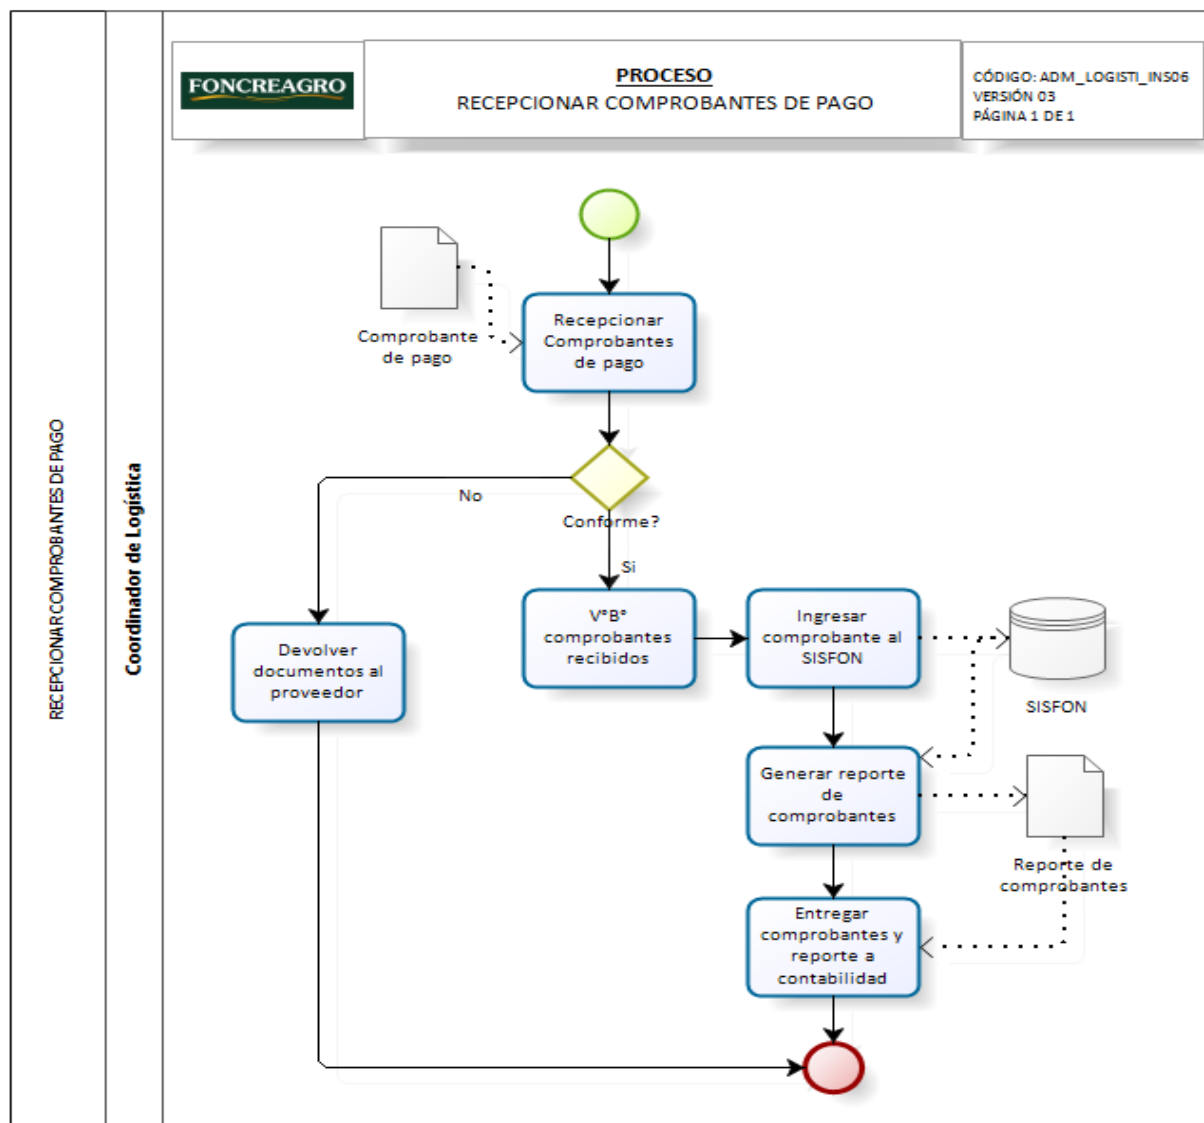 FONCREAGRO
PROCESO
RECEPCIONAR COMPROBANTES DE PAGO
CÓDIGO: ADM_LOGISTI_INS06
VERSIÓN 03
PÁGINA 1 DE 1
RECEPCIONAR COMPROBANTES DE PAGO
Coordinador de Logística
Comprobante
de pago
Recepcionar
Comprobantes
de pago
No
Conforme?
Si
Devolver
documentos al
proveedor
V°B°
comprobantes
recibidos
Ingresar
comprobante al
SISFON
SISFON
Generar reporte
de
comprobantes
Reporte de
comprobantes
Entregar
comprobantes y
reporte a
contabilidad